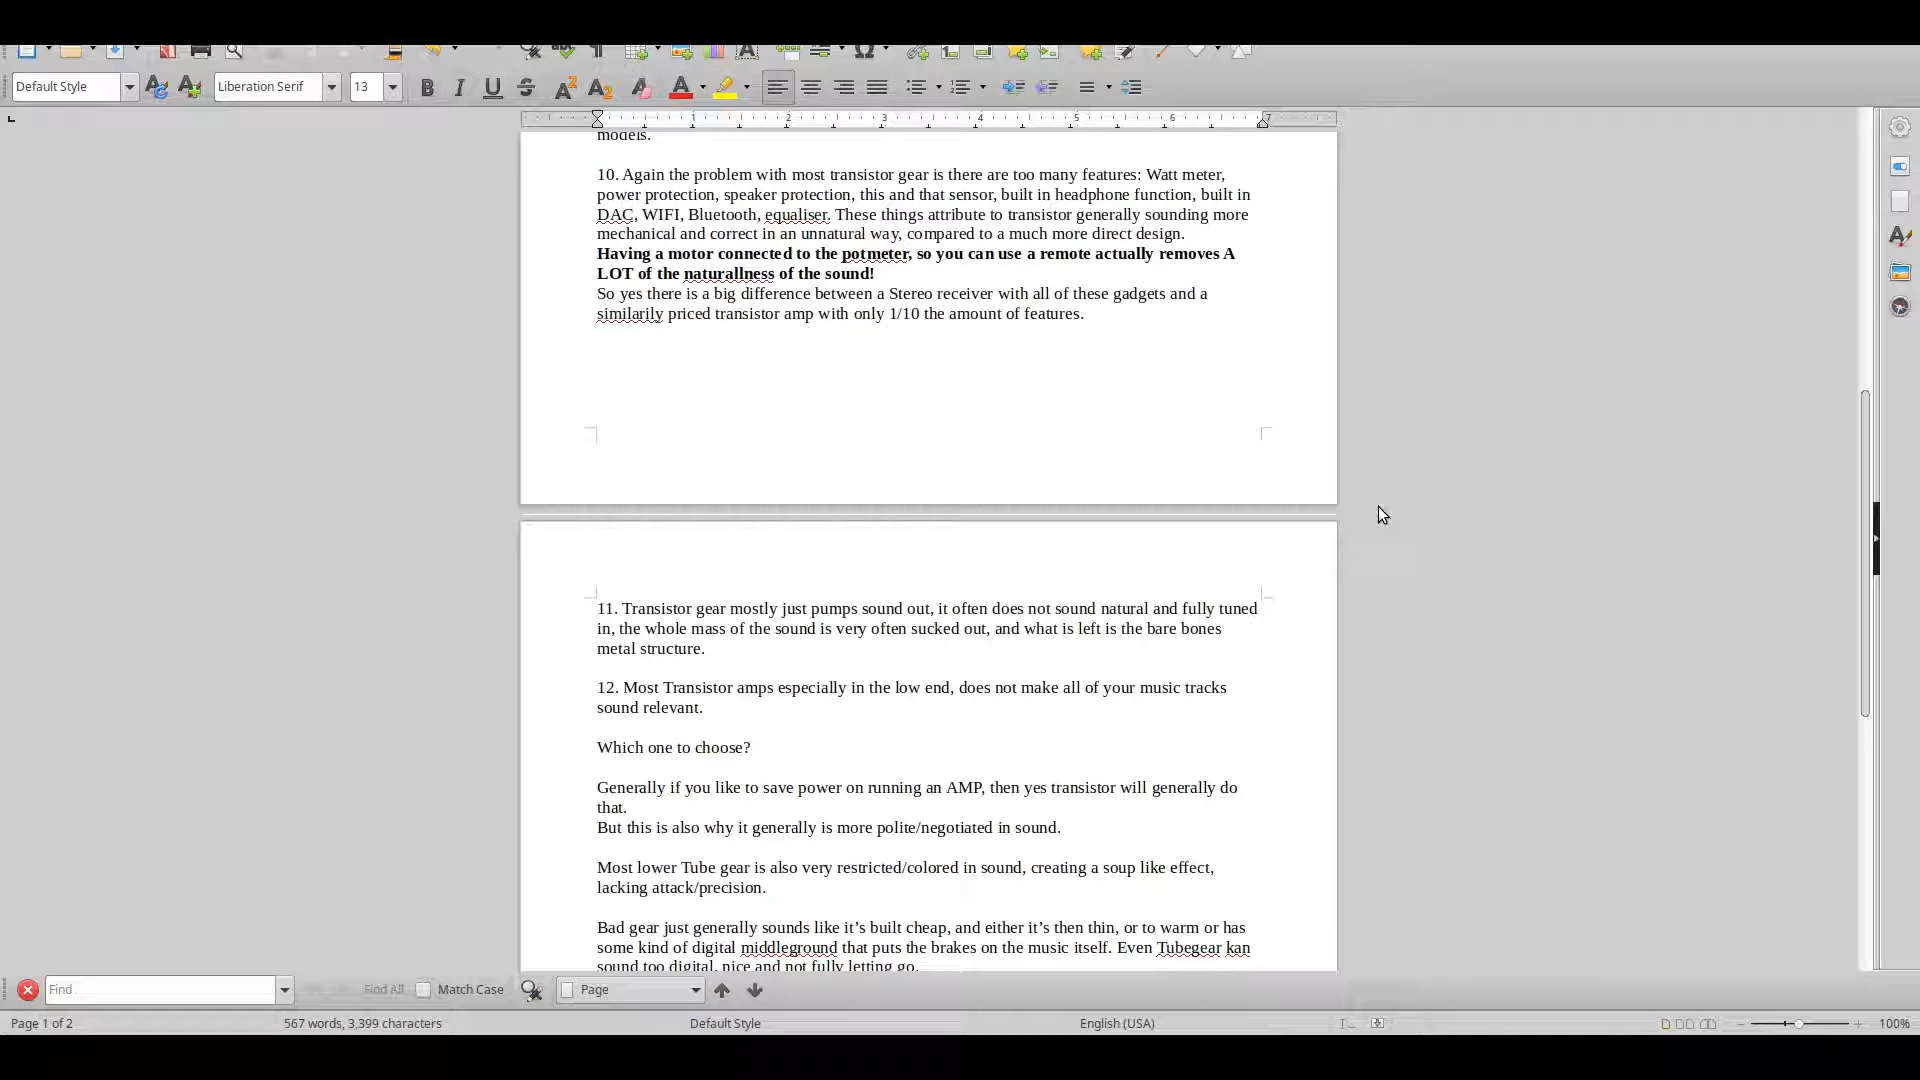 Default Style
Liberation Serif
13
1 2 3 4 5 6 7
models.
10. Again the problem with most transistor gear is there are too many features: Watt meter,
power protection, speaker protection, this and that sensor, built in headphone function, built in
DAC, WIFI, Bluetooth, equaliser. These things attribute to transistor generally sounding more
mechanical and correct in an unnatural way, compared to a much more direct design.
Having a motor connected to the potmeter, so you can use a remote actually removes A
LOT of the naturallness of the sound!
So yes there is a big difference between a Stereo receiver with all of these gadgets and a
similarily priced transistor amp with only 1/10 the amount of features.
11. Transistor gear mostly just pumps sound out, it often does not sound natural and fully tuned
in, the whole mass of the sound is very often sucked out, and what is left is the bare bones
metal structure.
12. Most Transistor amps especially in the low end, does not make all of your music tracks
sound relevant.
Which one to choose?
Generally if you like to save power on running an AMP, then yes transistor will generally do
that.
But this is also why it generally is more polite/negotiated in sound.
Most lower Tube gear is also very restricted/colored in sound, creating a soup like effect,
lacking attack/precision.
Bad gear just generally sounds like it’s built cheap, and either it’s then thin, or to warm or has
some kind of digital middleground that puts the brakes on the music itself. Even Tubegear kan
sound too digital, nice and not fully letting go.
Find
Find All
Match Case
Page
Page 1 of 2
567 words, 3,399 characters
Default Style
English (USA)
100%